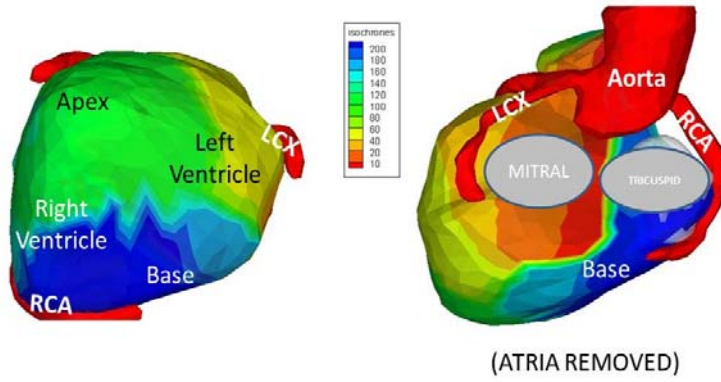 Apex
Left
Ventricle
LCX
Right
Ventricle
Base
RCA
isochrones
200
180
160
140
120
100
80
60
40
20
10
Aorta
LCX
RCA
MITRAL
TRICUSPID
Base
(ATRIA REMOVED)